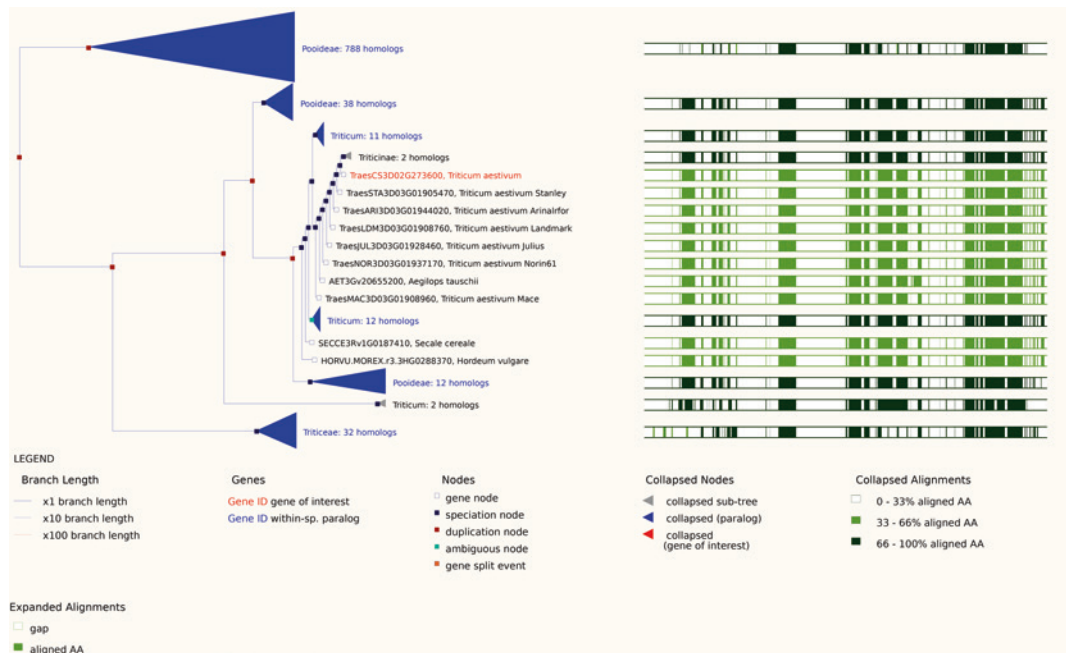 Pooideae: 788 homologs
Pooideae: 38 homologs
Triticum: 11 homologs
Triticinae: 2 homologs
TraesCS3D02G273600, Triticum aestivum
TraesSTA3D03G01905470, Triticum aestivum Stanley
TraesARI3D03G01944020, Triticum aestivum Arinalrfor
TraesLDM3D03G01908760, Triticum aestivum Landmark
TraesJUL3D03G01928460, Triticum aestivum Julius
TraesNOR3D03G01937170, Triticum aestivum Norin61
AET3Gv20655200, Aegilops tauschii
TraesMAC3D03G01908960, Triticum aestivum Mace
Triticum: 12 homologs
SECCE3Rv1G0187410, Secale cereale
HORVU.MOREX.r3.3HG0288370, Hordeum vulgare
Pooideae: 12 homologs
Triticum: 2 homologs
Triticeae: 32 homologs
LEGEND
Branch Length
x1 branch length
x10 branch length
x100 branch length
Genes
Gene ID gene of interest
Gene ID within-sp. paralog
Nodes
gene node
speciation node
duplication node
ambiguous node
gene split event
Collapsed Nodes
collapsed sub-tree
collapsed (paralog)
collapsed
(gene of interest)
Collapsed Alignments
0 - 33% aligned AA
33 - 66% aligned AA
66 - 100% aligned AA
Expanded Alignments
gap
aligned AA